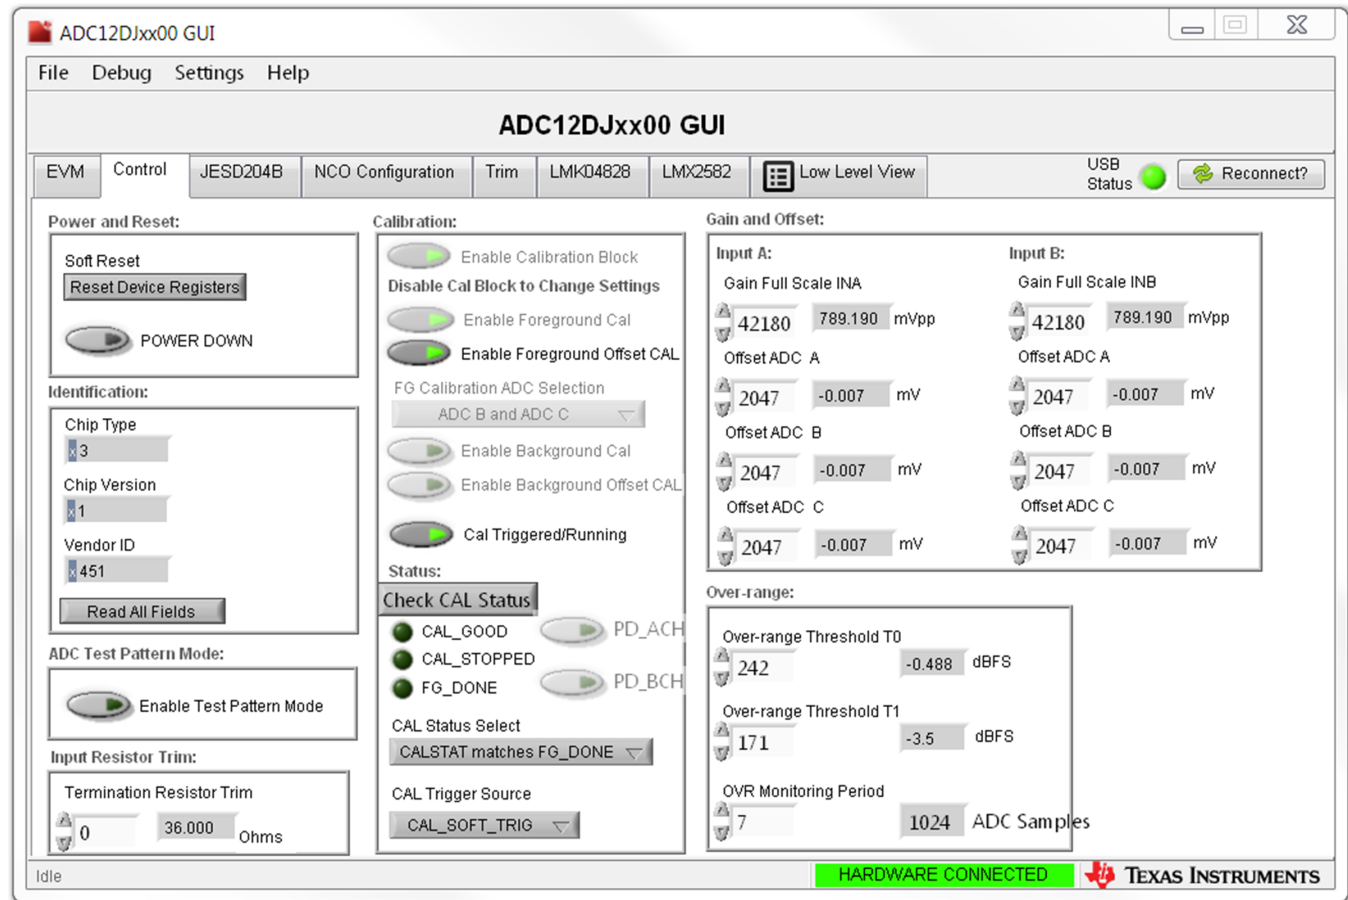 ADC12DJxx00 GUI
File Debug Settings Help
ADC12DJxx00 GUI
EVM Control JESD204B NCO Configuration Trim LMK04828 LMX2582 Low Level View
USB Status
Reconnect?
Power and Reset:
Soft Reset
Reset Device Registers
POWER DOWN
Identification:
Chip Type
x 3
Chip Version
x 1
Vendor ID
x 451
Read All Fields
ADC Test Pattern Mode:
Enable Test Pattern Mode
Input Resistor Trim:
Termination Resistor Trim
0 36.000 Ohms
Calibration:
Enable Calibration Block
Disable Cal Block to Change Settings
Enable Foreground Cal
Enable Foreground Offset CAL
FG Calibration ADC Selection
ADC B and ADC C
Enable Background Cal
Enable Background Offset CAL
Cal Triggered/Running
Status:
Check CAL Status
CAL_GOOD PD_ACH
CAL_STOPPED
FG_DONE PD_BCH
CAL Status Select
CALSTAT matches FG_DONE
CAL Trigger Source
CAL_SOFT_TRIG
Gain and Offset:
Input A:
Gain Full Scale INA
42180 789.190 mVpp
Offset ADC A
2047 -0.007 mV
Offset ADC B
2047 -0.007 mV
Offset ADC C
2047 -0.007 mV
Input B:
Gain Full Scale INB
42180 789.190 mVpp
Offset ADC A
2047 -0.007 mV
Offset ADC B
2047 -0.007 mV
Offset ADC C
2047 -0.007 mV
Over-range:
Over-range Threshold T0
242 -0.488 dBFS
Over-range Threshold T1
171 -3.5 dBFS
OVR Monitoring Period
7 1024 ADC Samples
Idle
HARDWARE CONNECTED
TEXAS INSTRUMENTS